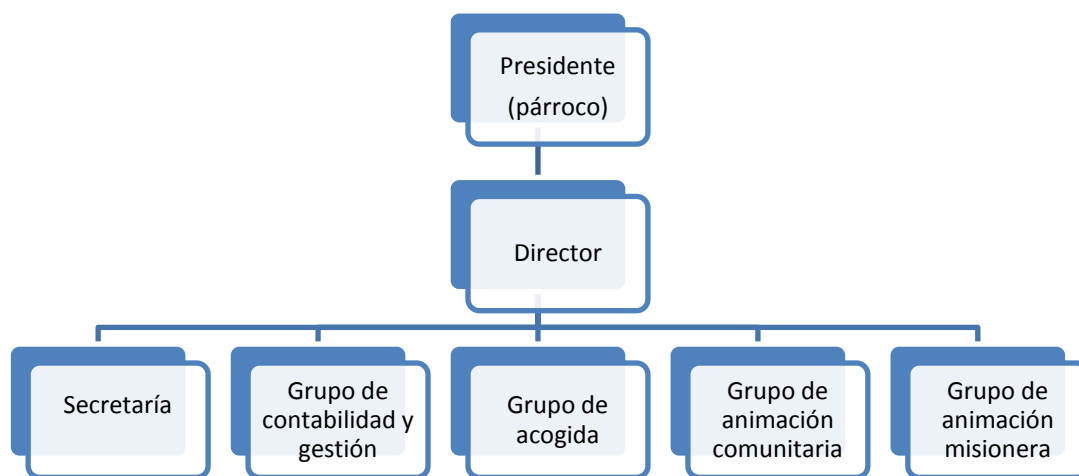 Presidente
(párroco)
Director
Secretaría
Grupo de
contabilidad y
gestión
Grupo de
acogida
Grupo de
animación
comunitaria
Grupo de
animación
misionera